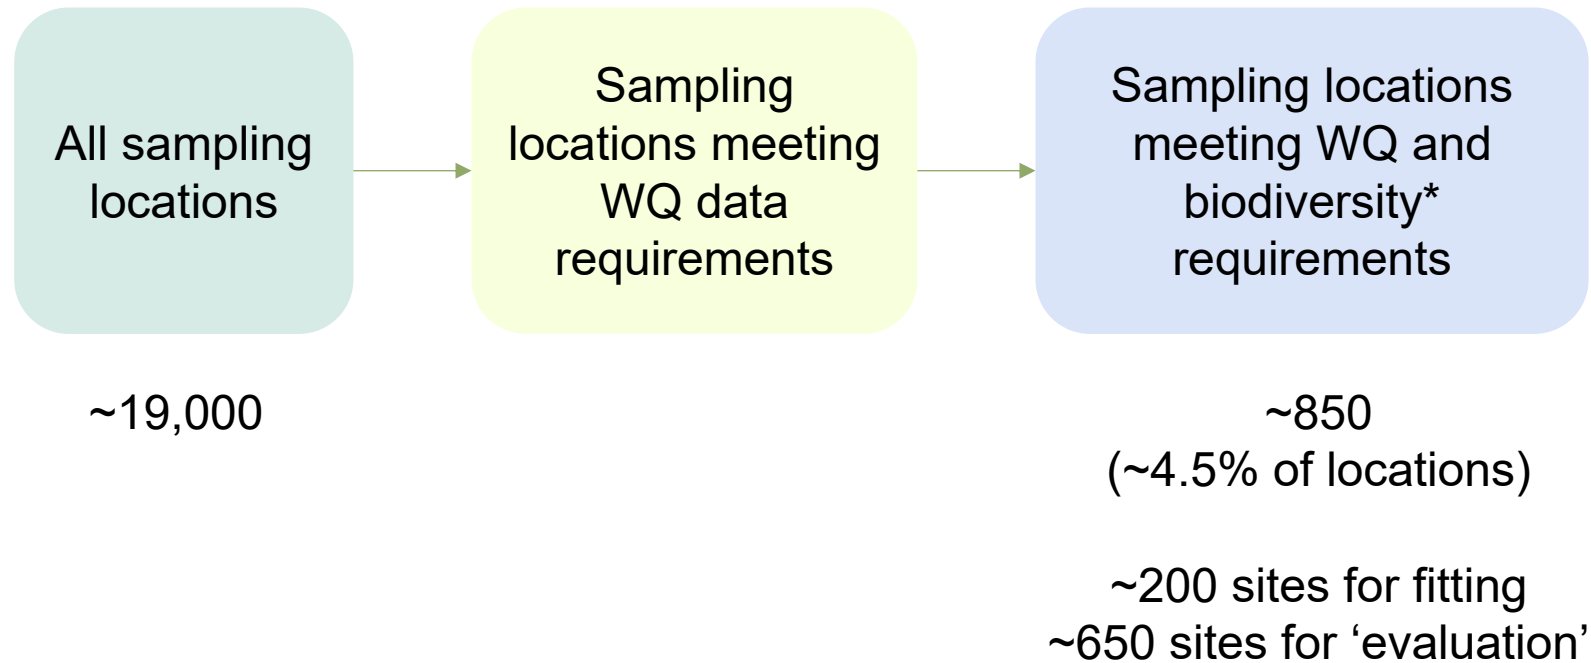 All sampling
locations
Sampling
locations meeting
WQ data
requirements
Sampling locations
meeting WQ and
biodiversity*
requirements
~19,000
~850
(~4.5% of locations)
~200 sites for fitting
~650 sites for ‘evaluation’